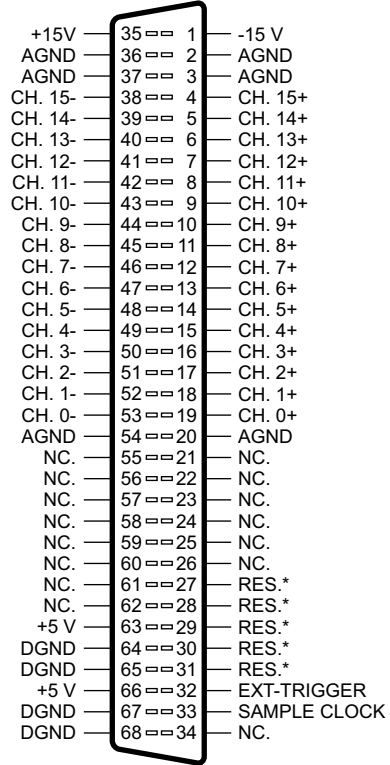 +15V 35 1 -15 V
AGND 36 2 AGND
AGND 37 3 AGND
CH. 15- 38 4 CH. 15+
CH. 14- 39 5 CH. 14+
CH. 13- 40 6 CH. 13+
CH. 12- 41 7 CH. 12+
CH. 11- 42 8 CH. 11+
CH. 10- 43 9 CH. 10+
CH. 9- 44 10 CH. 9+
CH. 8- 45 11 CH. 8+
CH. 7- 46 12 CH. 7+
CH. 6- 47 13 CH. 6+
CH. 5- 48 14 CH. 5+
CH. 4- 49 15 CH. 4+
CH. 3- 50 16 CH. 3+
CH. 2- 51 17 CH. 2+
CH. 1- 52 18 CH. 1+
CH. 0- 53 19 CH. 0+
AGND 54 20 AGND
NC. 55 21 NC.
NC. 56 22 NC.
NC. 57 23 NC.
NC. 58 24 NC.
NC. 59 25 NC.
NC. 60 26 NC.
NC. 61 27 RES.*
NC. 62 28 RES.*
+5 V 63 29 RES.*
DGND 64 30 RES.*
DGND 65 31 RES.*
+5 V 66 32 EXT-TRIGGER
DGND 67 33 SAMPLE CLOCK
DGND 68 34 NC.